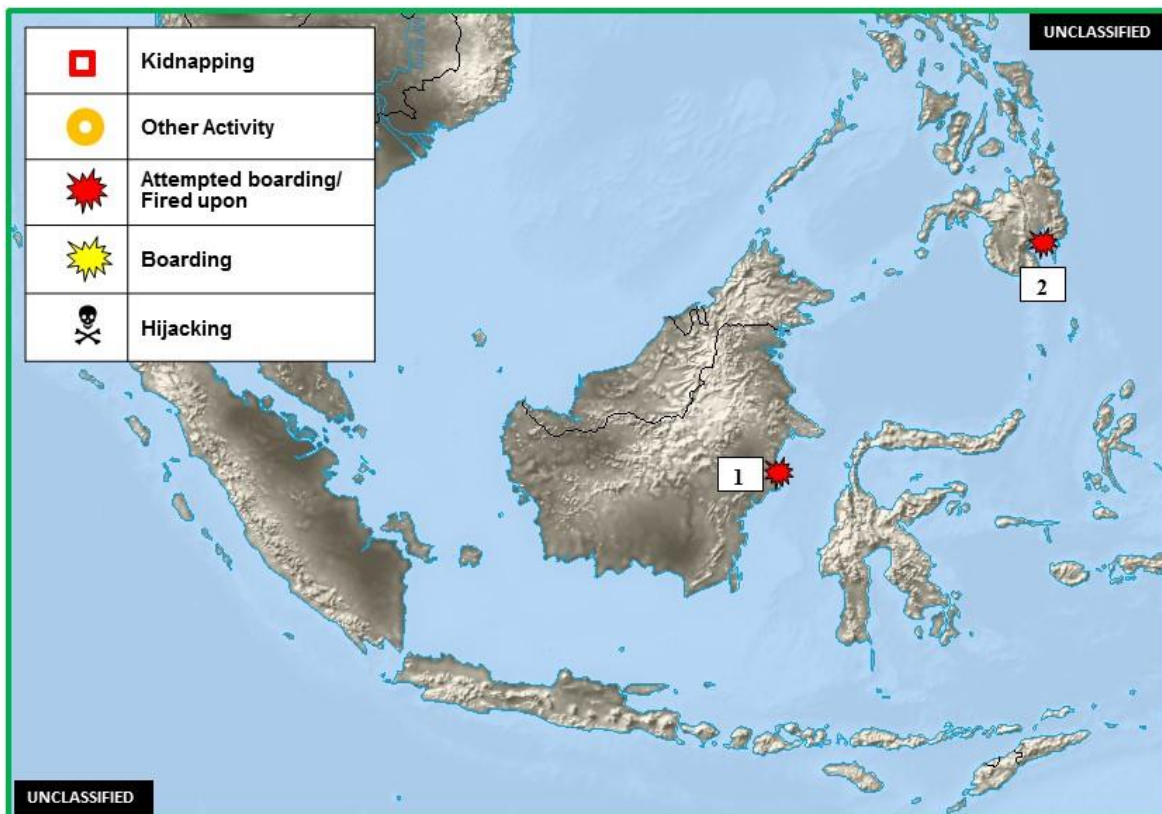 UNCLASSIFIED
Kidnapping
Other Activity
Attempted boarding/
Fired upon
Boarding
Hijacking
2
1
UNCLASSIFIED